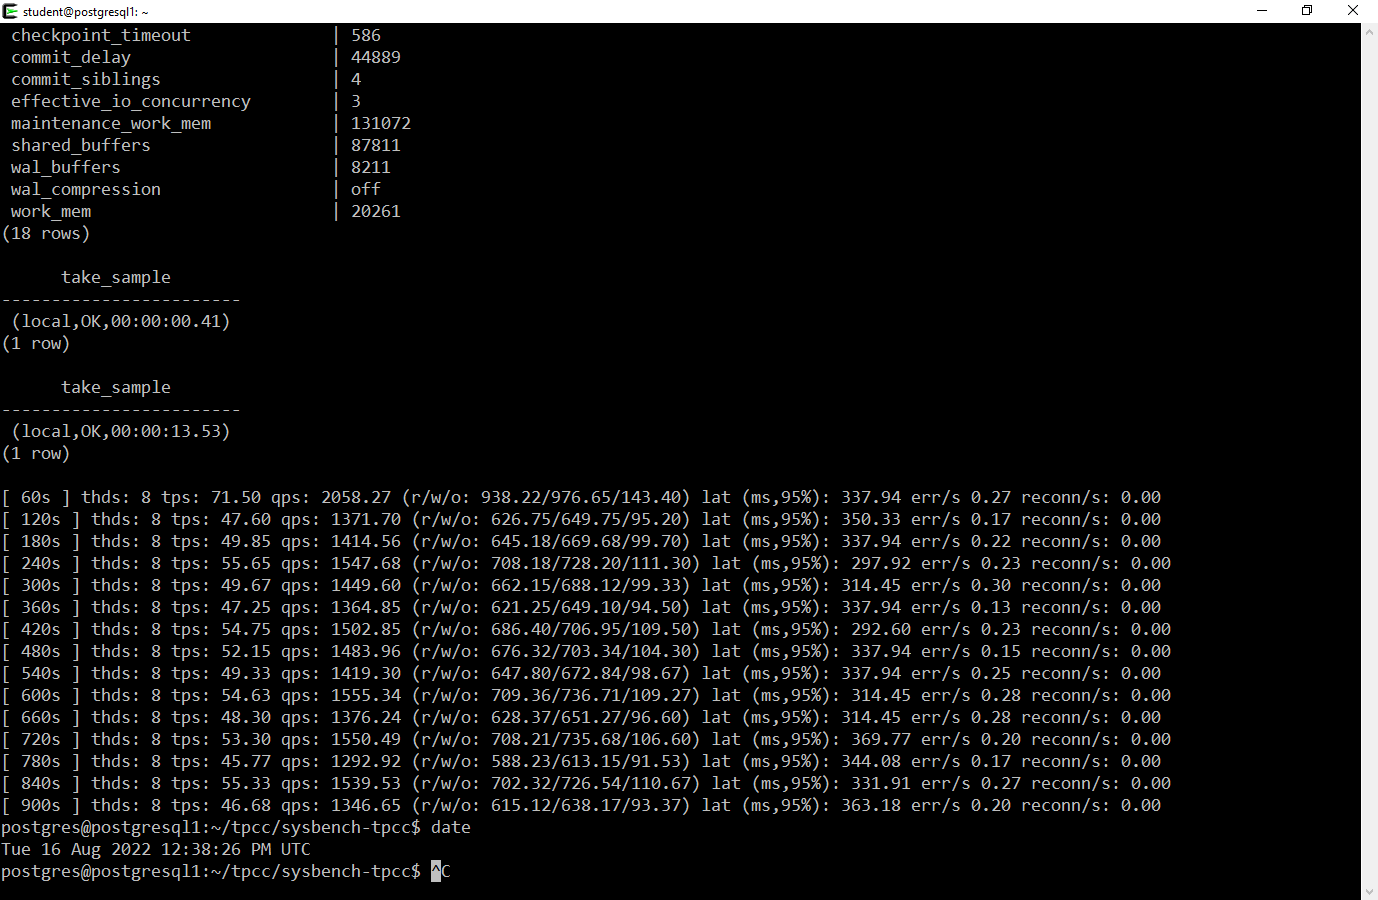 student@postgresql1: ~
checkpoint_timeout | 586
commit_delay | 44889
commit_siblings | 4
effective_io_concurrency | 3
maintenance_work_mem | 131072
shared_buffers | 87811
wal_buffers | 8211
wal_compression | off
work_mem | 20261
(18 rows)
take_sample
------------------------
(local,OK,00:00:00.41)
(1 row)
take_sample
------------------------
(local,OK,00:00:13.53)
(1 row)
[ 60s ] thds: 8 tps: 71.50 qps: 2058.27 (r/w/o: 938.22/976.65/143.40) lat (ms,95%): 337.94 err/s 0.27 reconn/s: 0.00
[ 120s ] thds: 8 tps: 47.60 qps: 1371.70 (r/w/o: 626.75/649.75/95.20) lat (ms,95%): 350.33 err/s 0.17 reconn/s: 0.00
[ 180s ] thds: 8 tps: 49.85 qps: 1414.56 (r/w/o: 645.18/669.68/99.70) lat (ms,95%): 337.94 err/s 0.22 reconn/s: 0.00
[ 240s ] thds: 8 tps: 55.65 qps: 1547.68 (r/w/o: 708.18/728.20/111.30) lat (ms,95%): 297.92 err/s 0.23 reconn/s: 0.00
[ 300s ] thds: 8 tps: 49.67 qps: 1449.60 (r/w/o: 662.15/688.12/99.33) lat (ms,95%): 314.45 err/s 0.30 reconn/s: 0.00
[ 360s ] thds: 8 tps: 47.25 qps: 1364.85 (r/w/o: 621.25/649.10/94.50) lat (ms,95%): 337.94 err/s 0.13 reconn/s: 0.00
[ 420s ] thds: 8 tps: 54.75 qps: 1502.85 (r/w/o: 686.40/706.95/109.50) lat (ms,95%): 292.60 err/s 0.23 reconn/s: 0.00
[ 480s ] thds: 8 tps: 52.15 qps: 1483.96 (r/w/o: 676.32/703.34/104.30) lat (ms,95%): 337.94 err/s 0.15 reconn/s: 0.00
[ 540s ] thds: 8 tps: 49.33 qps: 1419.30 (r/w/o: 647.80/672.84/98.67) lat (ms,95%): 337.94 err/s 0.25 reconn/s: 0.00
[ 600s ] thds: 8 tps: 54.63 qps: 1555.34 (r/w/o: 709.36/736.71/109.27) lat (ms,95%): 314.45 err/s 0.28 reconn/s: 0.00
[ 660s ] thds: 8 tps: 48.30 qps: 1376.24 (r/w/o: 628.37/651.27/96.60) lat (ms,95%): 314.45 err/s 0.28 reconn/s: 0.00
[ 720s ] thds: 8 tps: 53.30 qps: 1550.49 (r/w/o: 708.21/735.68/106.60) lat (ms,95%): 369.77 err/s 0.20 reconn/s: 0.00
[ 780s ] thds: 8 tps: 45.77 qps: 1292.92 (r/w/o: 588.23/613.15/91.53) lat (ms,95%): 344.08 err/s 0.17 reconn/s: 0.00
[ 840s ] thds: 8 tps: 55.33 qps: 1539.53 (r/w/o: 702.32/726.54/110.67) lat (ms,95%): 331.91 err/s 0.27 reconn/s: 0.00
[ 900s ] thds: 8 tps: 46.68 qps: 1346.65 (r/w/o: 615.12/638.17/93.37) lat (ms,95%): 363.18 err/s 0.20 reconn/s: 0.00
postgres@postgresql1:~/tpcc/sysbench-tpcc$ date
Tue 16 Aug 2022 12:38:26 PM UTC
postgres@postgresql1:~/tpcc/sysbench-tpcc$ ^C